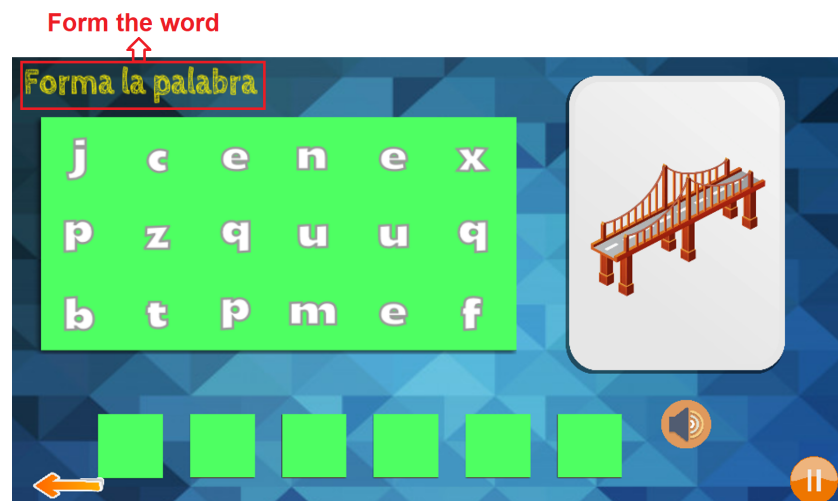 Form the word
Forma la palabra
j c e n e x
p z q u u q
b t p m e f